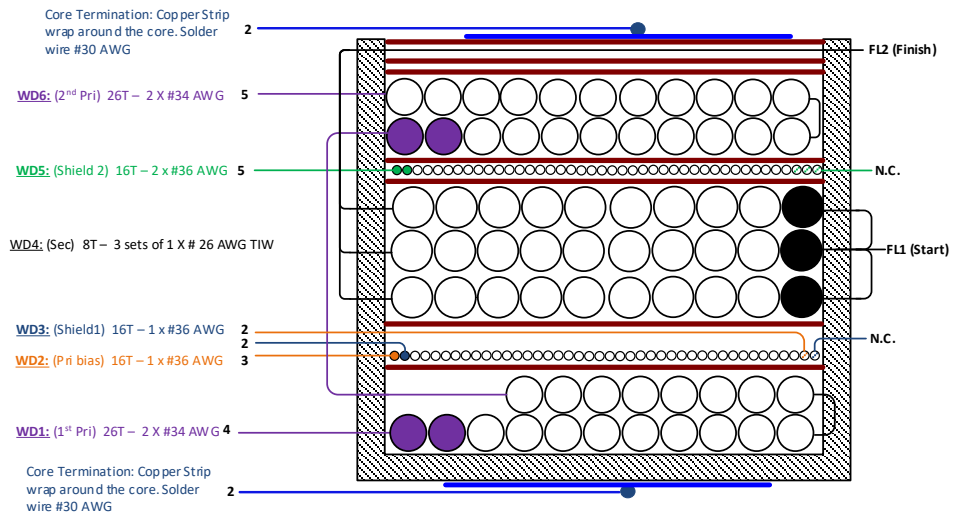 Core Termination: Copper Strip
wrap around the core. Solder
wire #30 AWG
2
FL2 (Finish)
WD6: (2nd Pri) 26T – 2 X #34 AWG 5
WD5: (Shield 2) 16T – 2 x #36 AWG 5
N.C.
WD4: (Sec) 8T – 3 sets of 1 X # 26 AWG TIW
FL1 (Start)
WD3: (Shield1) 16T – 1 x #36 AWG 2
2
N.C.
WD2: (Pri bias) 16T – 1 x #36 AWG 3
WD1: (1st Pri) 26T – 2 X #34 AWG 4
Core Termination: Copper Strip
wrap around the core. Solder
wire #30 AWG
2